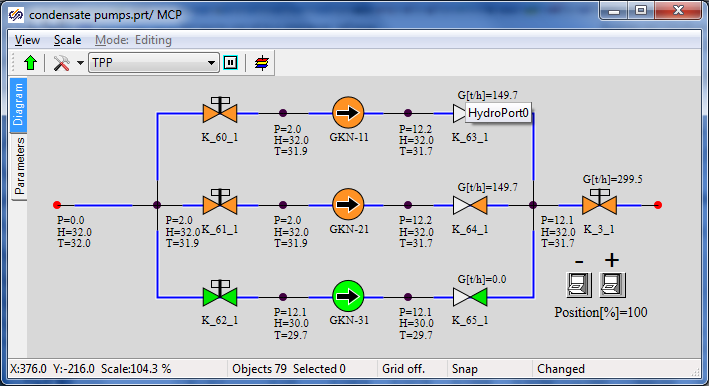 condensate pumps.prt/ MCP
View Scale Mode: Editing
TPP
Diagram
Parameters
G[t/h]=149.7
HydroPort0
K_60_1
P=2.0
H=32.0
T=31.9
GKN-11
P=12.2
H=32.0
T=31.7
K_63_1
P=0.0
H=32.0
T=32.0
P=2.0
H=32.0
T=31.9
K_61_1
P=2.0
H=32.0
T=31.9
GKN-21
P=12.2
H=32.0
T=31.7
G[t/h]=149.7
K_64_1
P=12.1
H=32.0
T=31.7
G[t/h]=299.5
K_3_1
K_62_1
P=12.1
H=30.0
T=29.7
GKN-31
P=12.1
H=30.0
T=29.7
G[t/h]=0.0
K_65_1
- +
Position[%]=100
X:376.0 Y:-216.0 Scale:104.3 % Objects 79 Selected 0 Grid off. Snap Changed